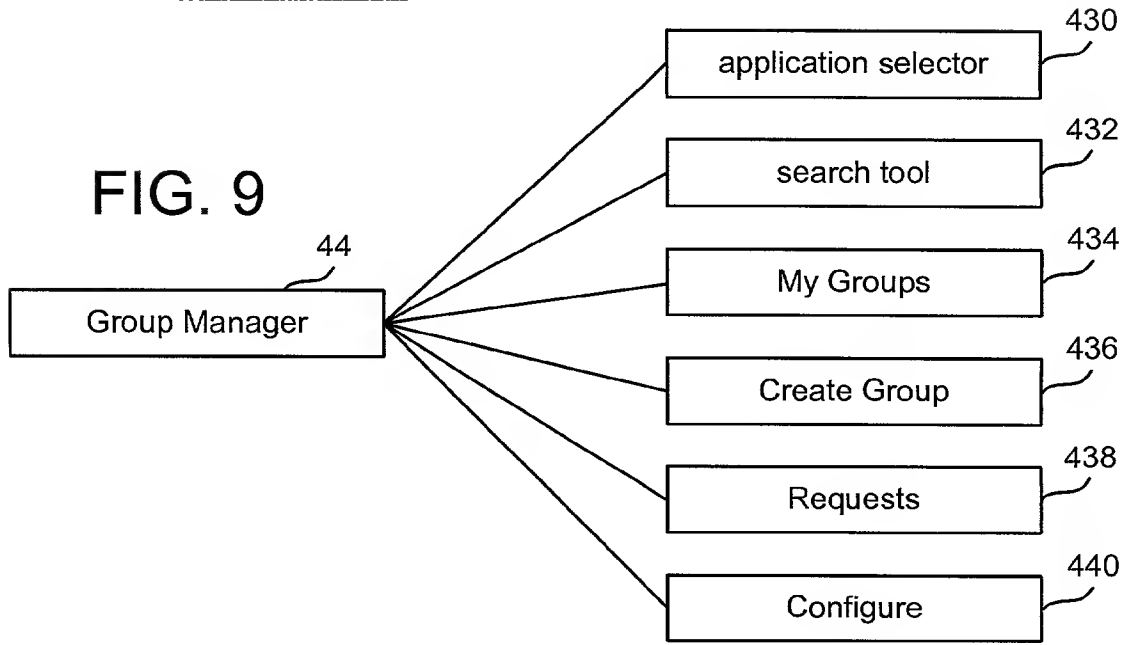 430
application selector
432
search tool
FIG. 9
44
434
My Groups
Group Manager
436
Create Group
438
Requests
440
Configure